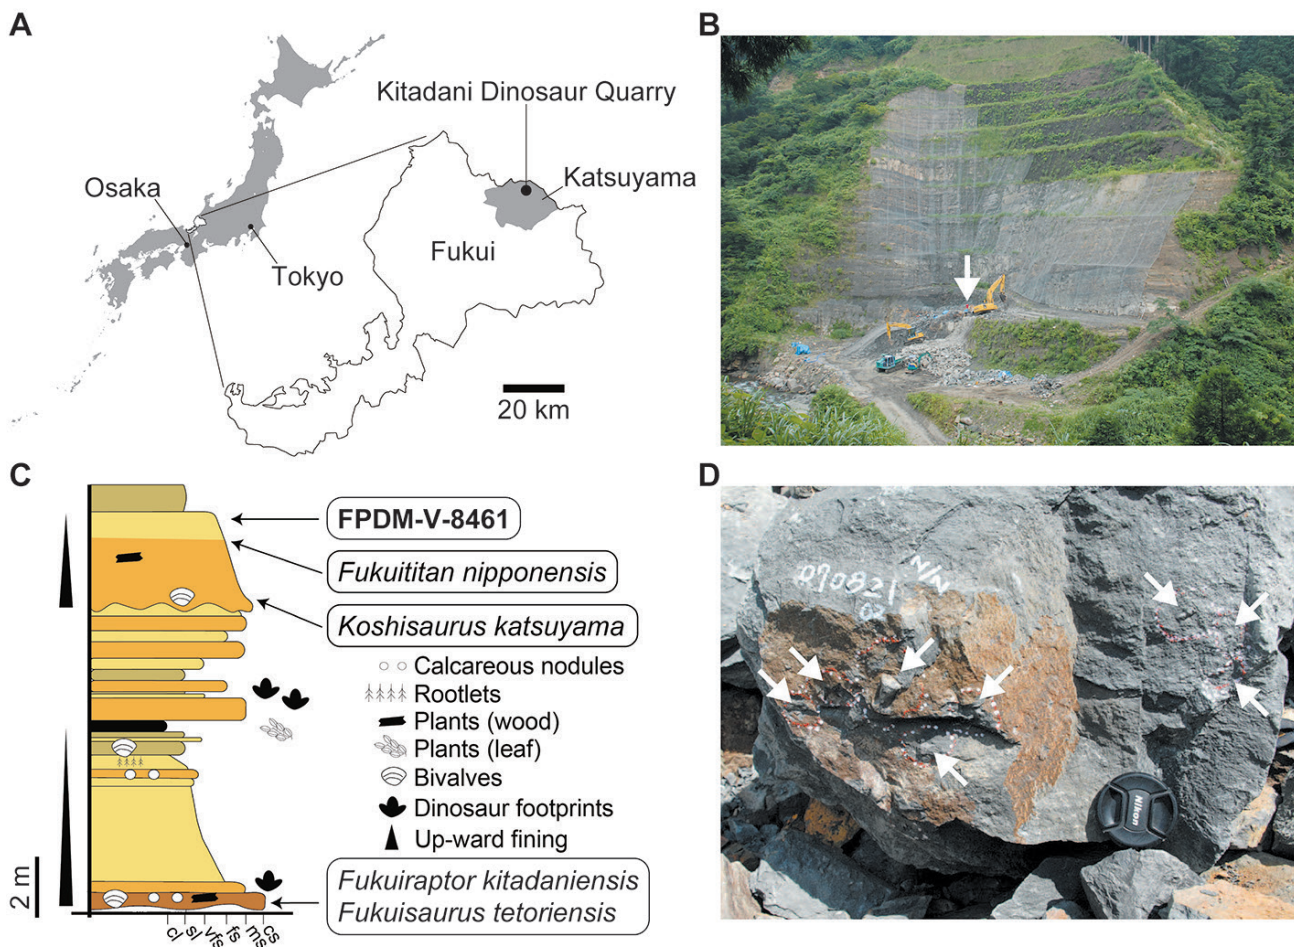 A
Kitadani Dinosaur Quarry
Katsuyama
Osaka
Fukui
Tokyo
20 km
B
C
FPDM-V-8461
Fukuititan nipponensis
Koshisaurus katsuyama
Calcareous nodules
Rootlets
Plants (wood)
Plants (leaf)
Bivalves
Dinosaur footprints
Up-ward fining
Fukuiraptor kitadaniensis
Fukuisaurus tetoriensis
2 m
cl
sl
vfs
fs
ms
cs
D
070821
N/N
Nikon